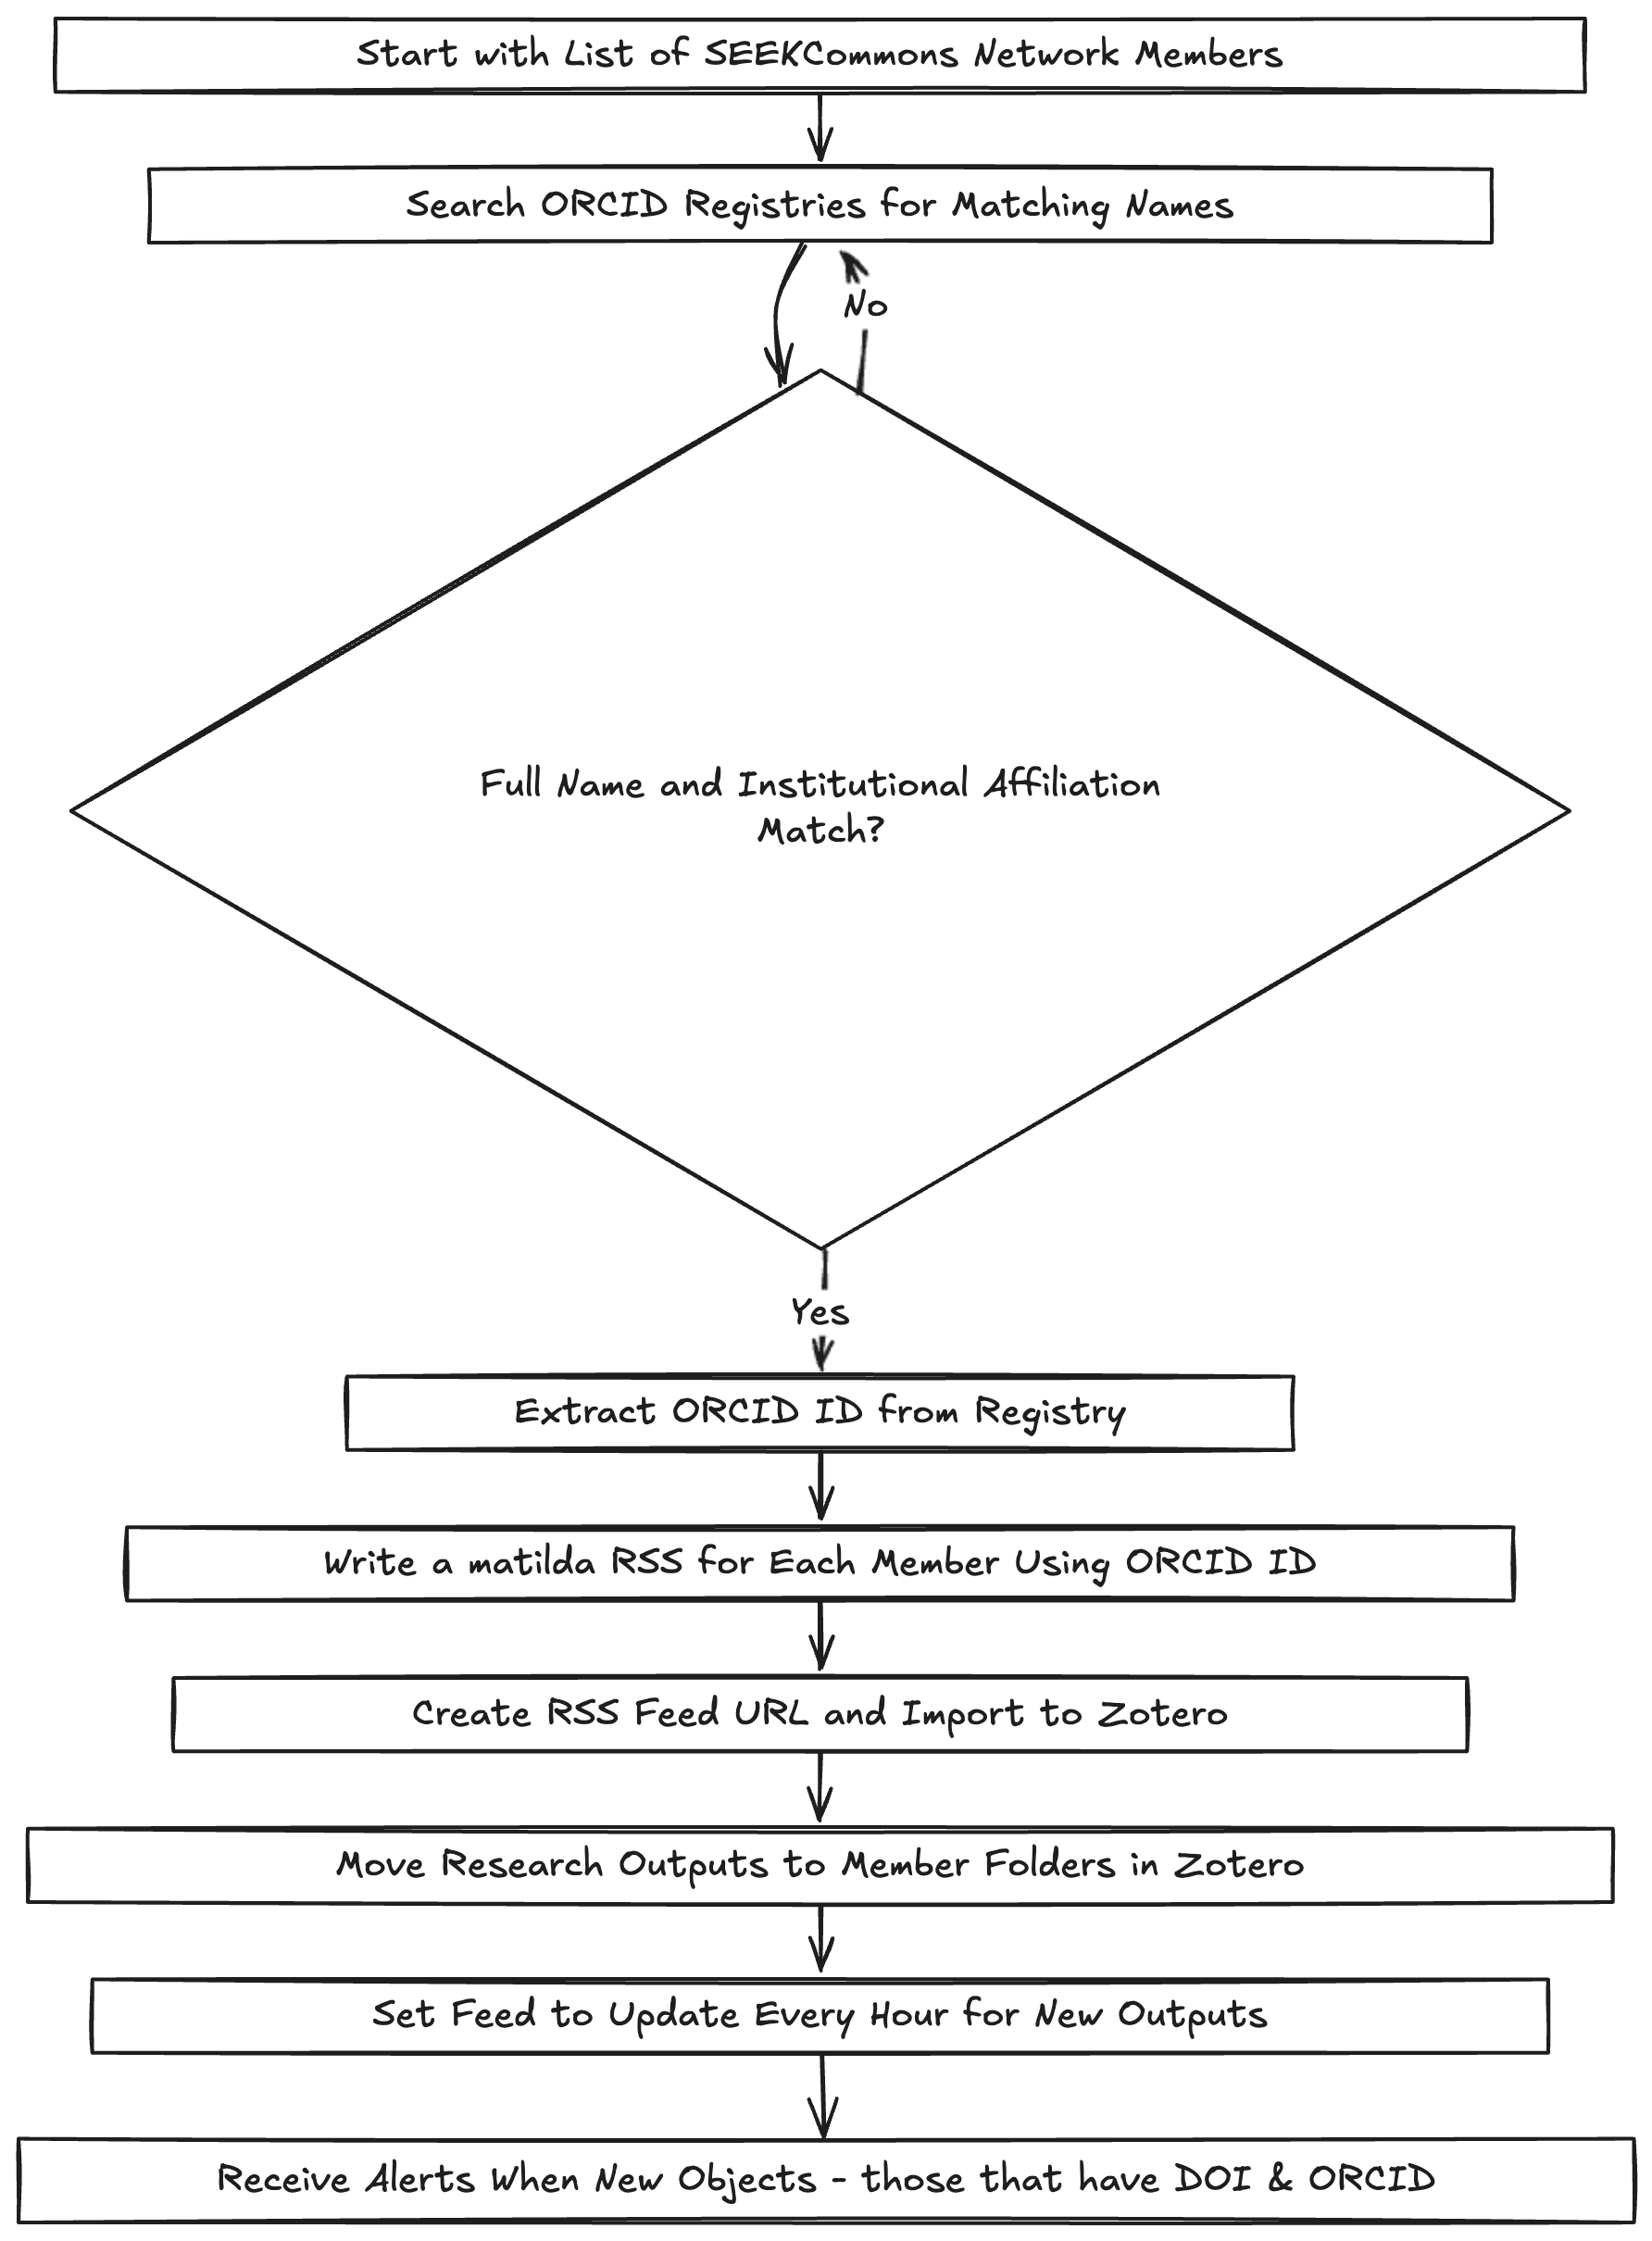 Start with List of SEEKCommons Network Members
Search ORCID Registries for Matching Names
No
Full Name and Institutional Affiliation
Match?
Yes
Extract ORCID ID from Registry
Write a matilda RSS for Each Member Using ORCID ID
Create RSS Feed URL and Import to Zotero
Move Research Outputs to Member Folders in Zotero
Set Feed to Update Every Hour for New Outputs
Receive Alerts When New Objects - those that have DOI & ORCID